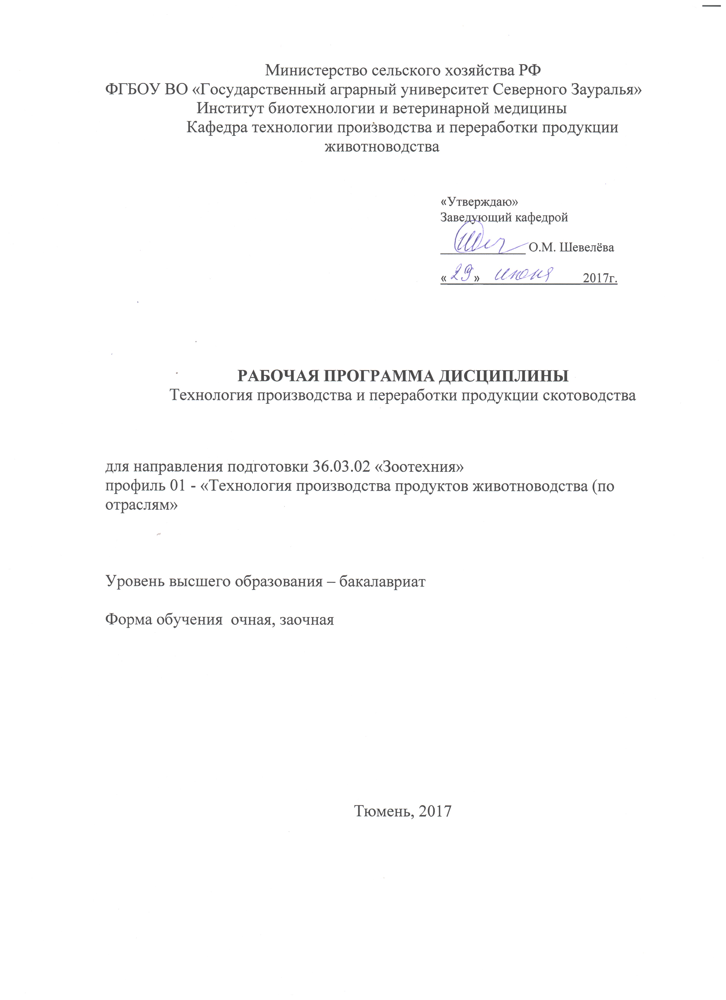 Министерство сельского хозяйства РФ
ФГБОУ ВО «Государственный аграрный университет Северного Зауралья»
Институт биотехнологии и ветеринарной медицины
Кафедра технологии производства и переработки продукции
животноводства
«Утверждаю»
Заведующий кафедрой
О.М. Шевелёва
«29» июня 2017г.
РАБОЧАЯ ПРОГРАММА ДИСЦИПЛИНЫ
Технология производства и переработки продукции скотоводства
для направления подготовки 36.03.02 «Зоотехния»
профиль 01 - «Технология производства продуктов животноводства (по
отраслям»
Уровень высшего образования – бакалавриат
Форма обучения очная, заочная
Тюмень, 2017